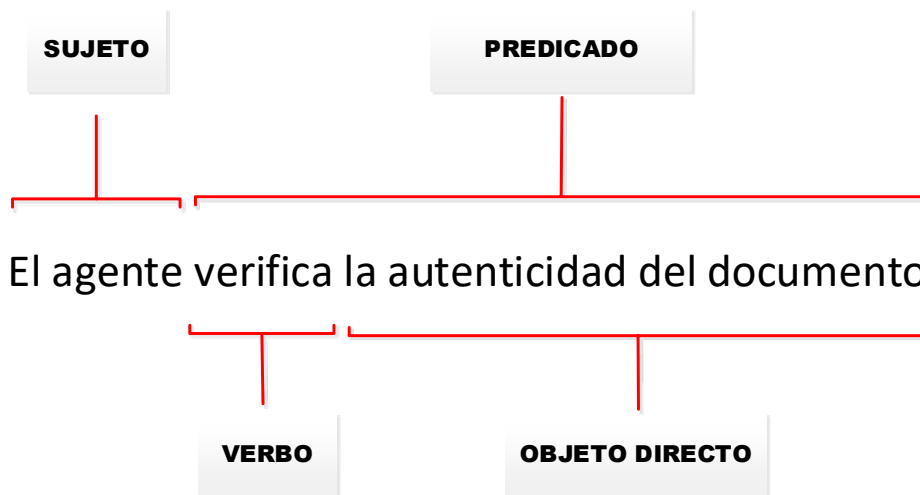 SUJETO PREDICADO
El agente verifica la autenticidad del documento
VERBO OBJETO DIRECTO